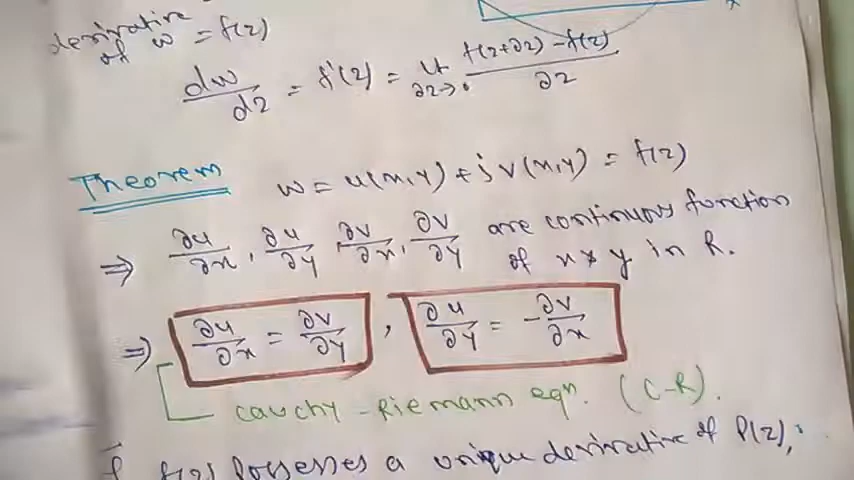 derivative
of w = f(z)
dw/dz = f'(z) = Lt ∂z→0 f(z+∂z) - f(z) / ∂z
Theorem w = u(x,y) + j v(x,y) = f(z)
⇒ ∂u/∂x, ∂u/∂y, ∂v/∂x, ∂v/∂y are continuous function
of x & y in R.
⇒ ∂u/∂x = ∂v/∂y , ∂u/∂y = -∂v/∂x
Cauchy-Riemann eqn. (C-R).
f(z) possesses a unique derivative of P(z),